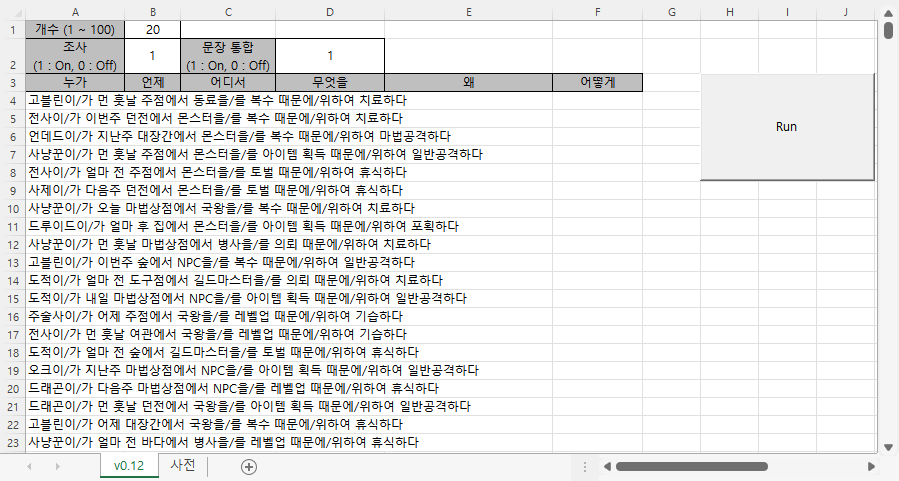 A B C D E F G H I J
1 개수 (1 ~ 100) 20
조사 문장 통합
2 (1 : On, 0 : Off) 1 (1 : On, 0 : Off) 1
3 누가 언제 어디서 무엇을 왜 어떻게
4 고블린이/가 먼 훗날 주점에서 동료을/를 복수 때문에/위하여 치료하다
5 전사이/가 이번주 던전에서 몬스터을/를 복수 때문에/위하여 치료하다
6 언데드이/가 지난주 대장간에서 몬스터을/를 복수 때문에/위하여 마법공격하다
7 사냥꾼이/가 먼 훗날 주점에서 몬스터을/를 아이템 획득 때문에/위하여 일반공격하다
8 전사이/가 얼마 전 주점에서 몬스터을/를 토벌 때문에/위하여 휴식하다
9 사제이/가 다음주 던전에서 몬스터을/를 토벌 때문에/위하여 휴식하다
10 사냥꾼이/가 오늘 마법상점에서 국왕을/를 복수 때문에/위하여 치료하다
11 드루이드이/가 얼마 후 집에서 몬스터을/를 아이템 획득 때문에/위하여 포획하다
12 사냥꾼이/가 먼 훗날 마법상점에서 병사을/를 의뢰 때문에/위하여 치료하다
13 고블린이/가 이번주 숲에서 NPC을/를 복수 때문에/위하여 일반공격하다
14 도적이/가 얼마 전 도구점에서 길드마스터을/를 의뢰 때문에/위하여 치료하다
15 도적이/가 내일 마법상점에서 NPC을/를 아이템 획득 때문에/위하여 일반공격하다
16 주술사이/가 어제 주점에서 국왕을/를 레벨업 때문에/위하여 기습하다
17 전사이/가 먼 훗날 여관에서 국왕을/를 레벨업 때문에/위하여 기습하다
18 도적이/가 얼마 전 숲에서 길드마스터을/를 토벌 때문에/위하여 휴식하다
19 오크이/가 지난주 마법상점에서 NPC을/를 아이템 획득 때문에/위하여 일반공격하다
20 드래곤이/가 다음주 마법상점에서 NPC을/를 레벨업 때문에/위하여 휴식하다
21 드래곤이/가 먼 훗날 던전에서 국왕을/를 아이템 획득 때문에/위하여 일반공격하다
22 고블린이/가 어제 대장간에서 국왕을/를 복수 때문에/위하여 휴식하다
23 사냥꾼이/가 얼마 전 바다에서 병사을/를 레벨업 때문에/위하여 휴식하다
Run
v0.12 사전